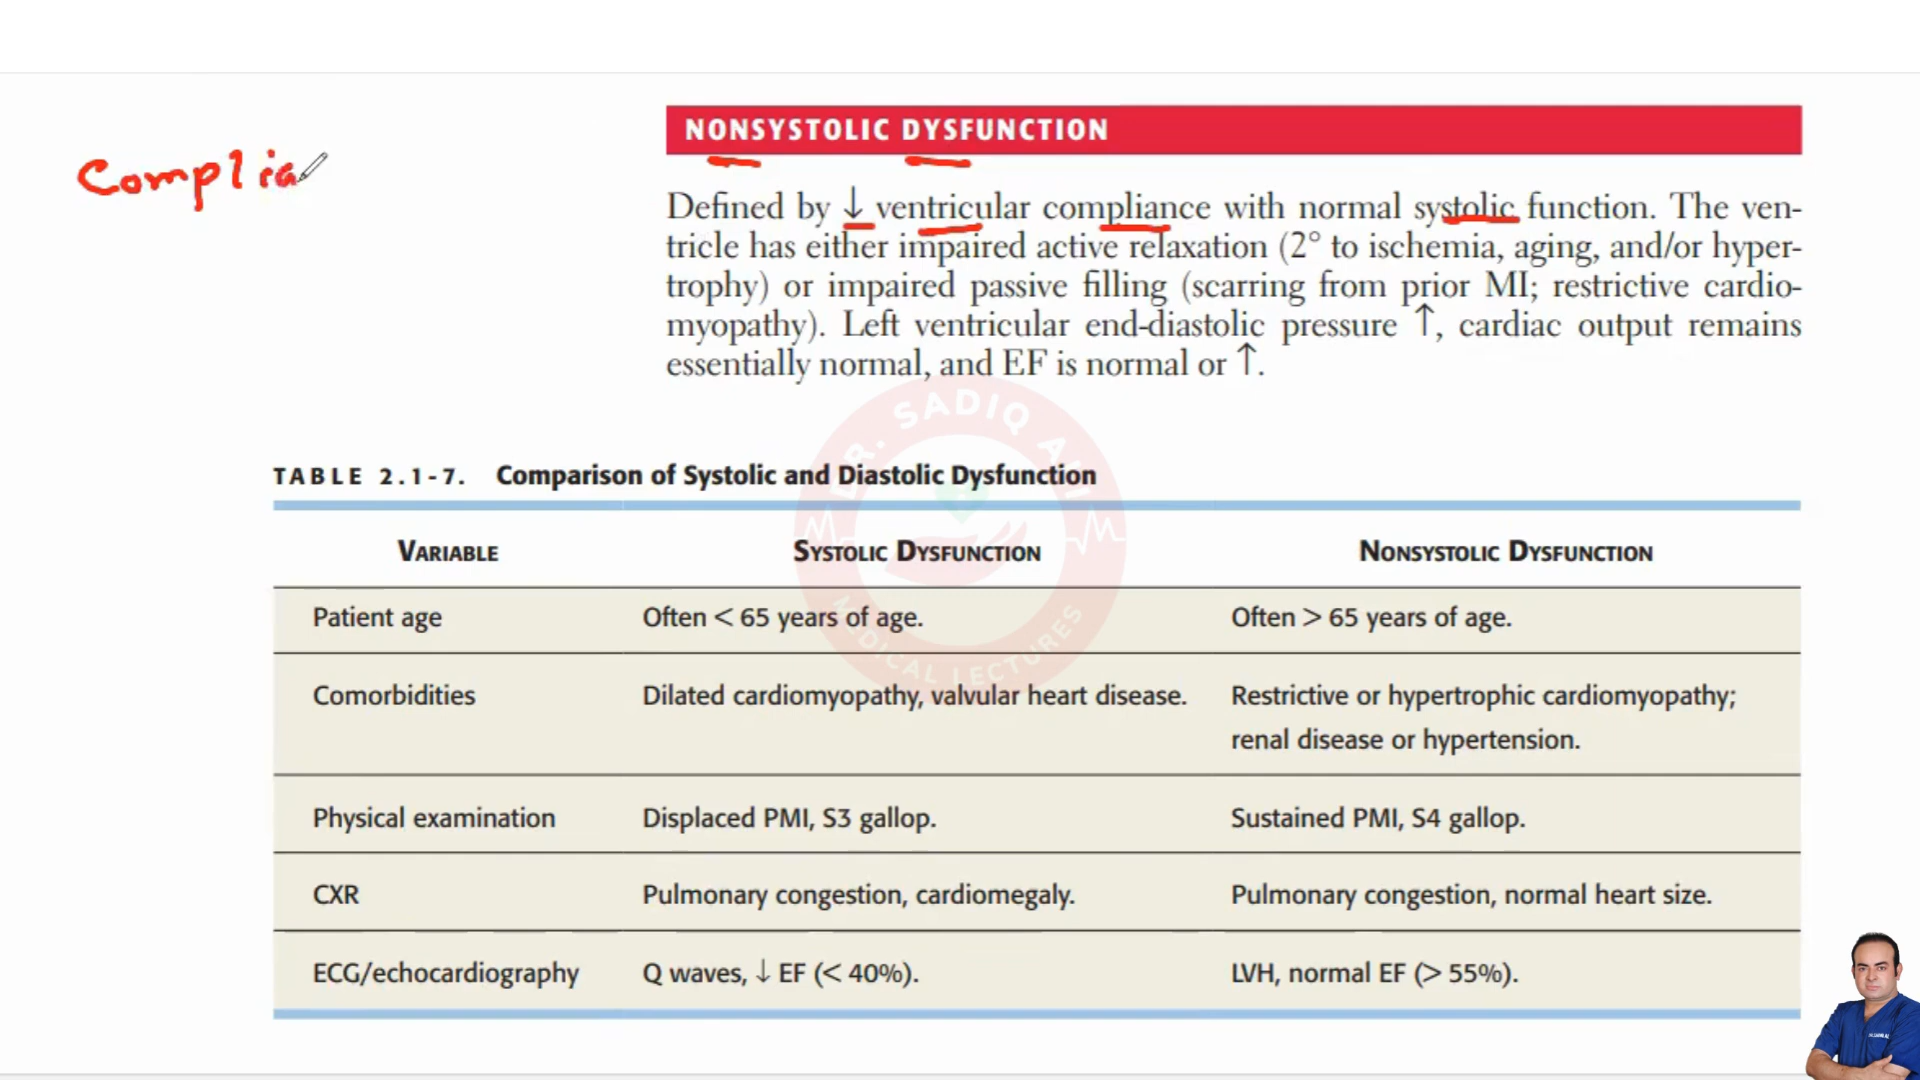 NONSYSTOLIC DYSFUNCTION
Complia
Defined by ↓ ventricular compliance with normal systolic function. The ven-
tricle has either impaired active relaxation (2° to ischemia, aging, and/or hyper-
trophy) or impaired passive filling (scarring from prior MI; restrictive cardio-
myopathy). Left ventricular end-diastolic pressure ↑, cardiac output remains
essentially normal, and EF is normal or ↑.
DR. SADIQ ALI
MEDICAL LECTURES
TABLE 2.1-7. Comparison of Systolic and Diastolic Dysfunction
VARIABLE SYSTOLIC DYSFUNCTION NONSYSTOLIC DYSFUNCTION
Patient age Often < 65 years of age. Often > 65 years of age.
Comorbidities Dilated cardiomyopathy, valvular heart disease. Restrictive or hypertrophic cardiomyopathy;
renal disease or hypertension.
Physical examination Displaced PMI, S3 gallop. Sustained PMI, S4 gallop.
CXR Pulmonary congestion, cardiomegaly. Pulmonary congestion, normal heart size.
ECG/echocardiography Q waves, ↓ EF (< 40%). LVH, normal EF (> 55%).